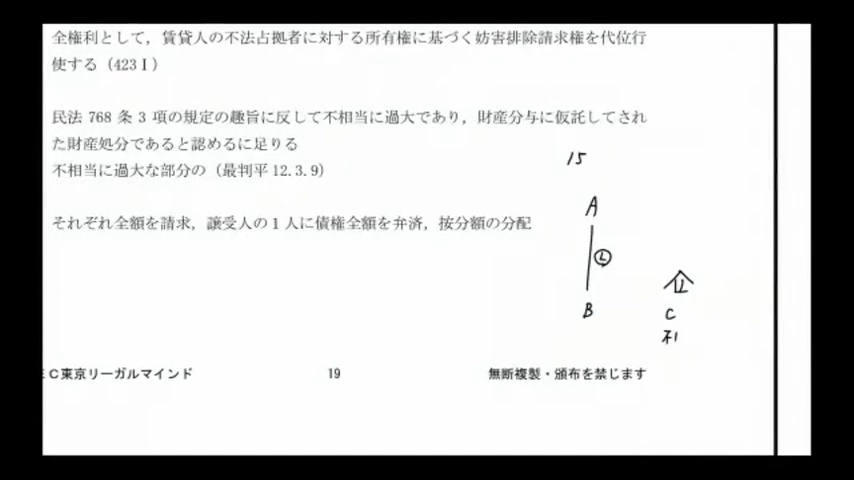 全権利として，賃貸人の不法占拠者に対する所有権に基づく妨害排除請求権を代位行
使する（423Ⅰ）
民法 768 条 3 項の規定の趣旨に反して不相当に過大であり，財産分与に仮託してされ
た財産処分であると認めるに足りる
不相当に過大な部分の（最判平 12.3.9）
それぞれ全額を請求，譲受人の 1 人に債権全額を弁済，按分額の分配
15
A
L
B
C
Ｃ東京リーガルマインド
19
無断複製・頒布を禁じます